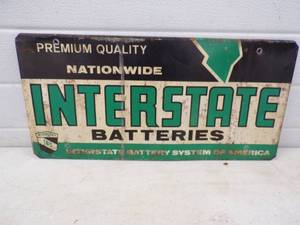 PREMIUM QUALITY
NATIONWIDE
INTERSTATE
BATTERIES
INTERSTATE BATTERY SYSTEM OF AMERICA